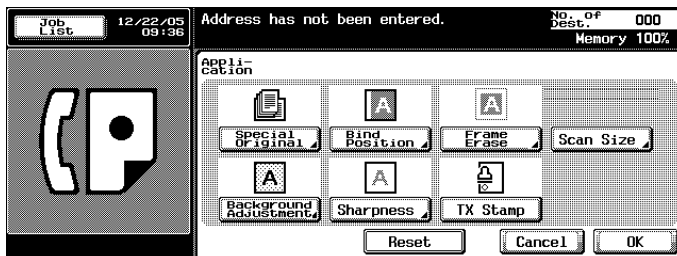 Job
List
12/22/05
09:36
Address has not been entered.
No. of
Dest.
000
Memory 100%
Appli-
cation
A
A
Special
Original
Bind
Position
Frame
Erase
Scan Size
A
A
Background
Adjustment
Sharpness
TX Stamp
Reset
Cancel
OK